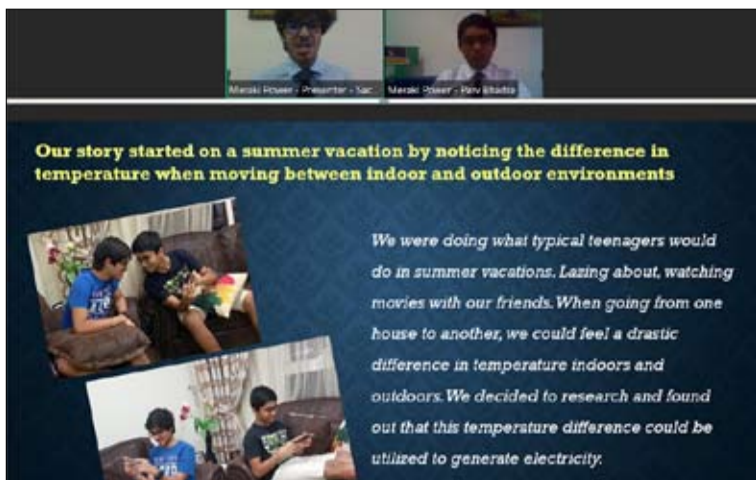 Meraki Power - Presenter - Sac...
Meraki Power - Parv Bhadra
Our story started on a summer vacation by noticing the difference in
temperature when moving between indoor and outdoor environments
We were doing what typical teenagers would
do in summer vacations. Lazing about, watching
movies with our friends. When going from one
house to another, we could feel a drastic
difference in temperature indoors and
outdoors. We decided to research and found
out that this temperature difference could be
utilized to generate electricity.